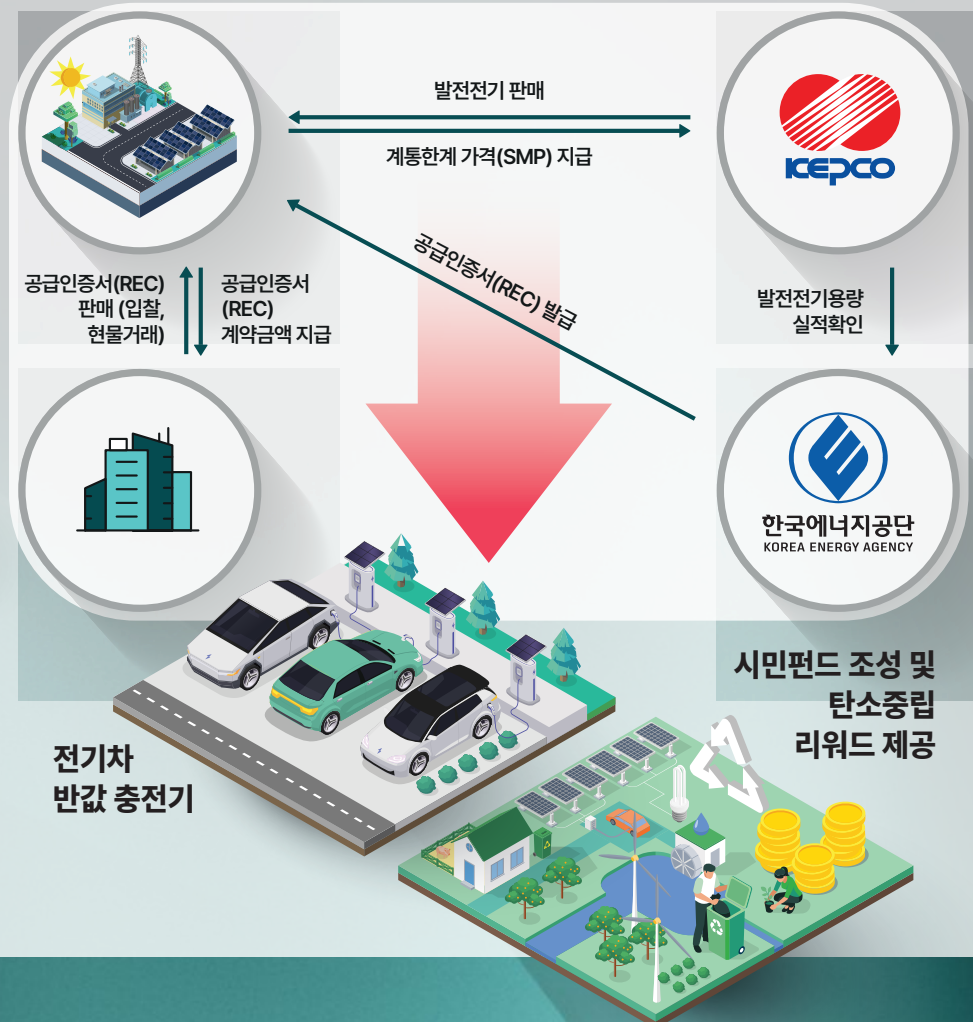 발전전기 판매
계통한계 가격(SMP) 지급
KEPCO
공급인증서(REC) 발급
공급인증서(REC)
판매 (입찰,
현물거래)
공급인증서
(REC)
계약금액 지급
발전전기용량
실적확인
한국에너지공단
KOREA ENERGY AGENCY
시민펀드 조성 및
탄소중립
리워드 제공
전기차
반값 충전기